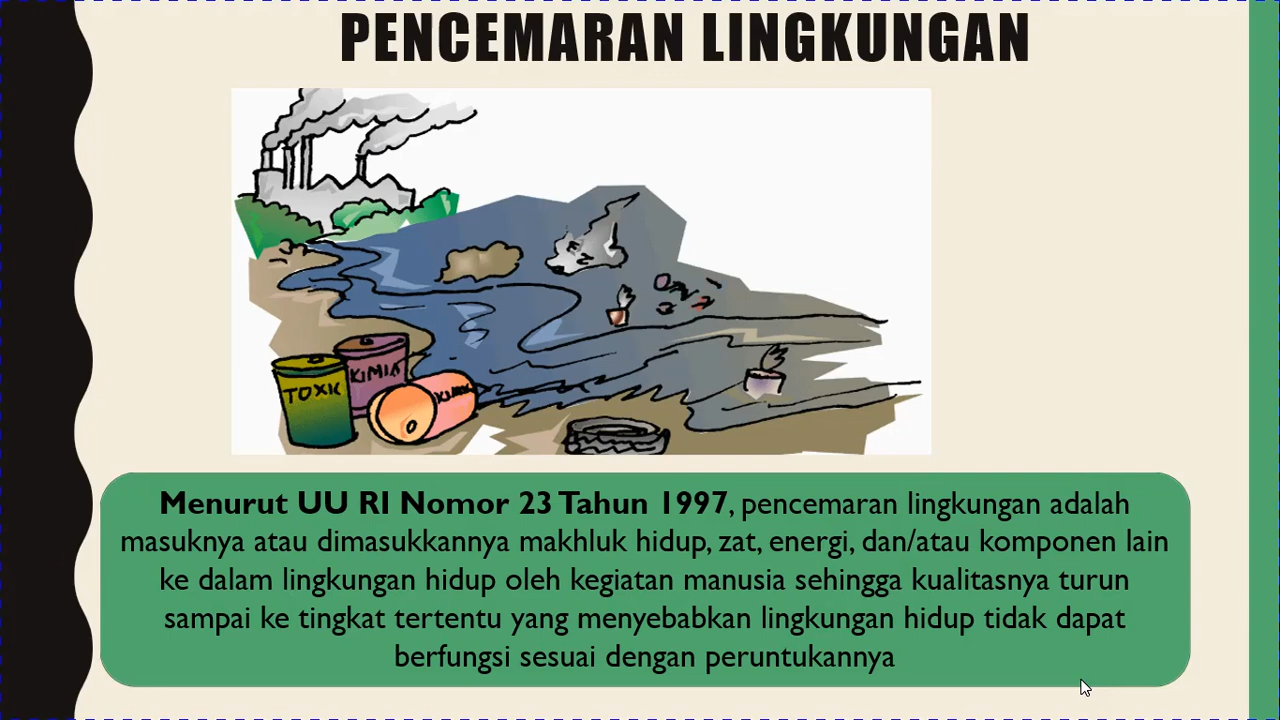 PENCEMARAN LINGKUNGAN
TOXIC
KIMIA
KIMIA
Menurut UU RI Nomor 23 Tahun 1997, pencemaran lingkungan adalah
masuknya atau dimasukkannya makhluk hidup, zat, energi, dan/atau komponen lain
ke dalam lingkungan hidup oleh kegiatan manusia sehingga kualitasnya turun
sampai ke tingkat tertentu yang menyebabkan lingkungan hidup tidak dapat
berfungsi sesuai dengan peruntukannya